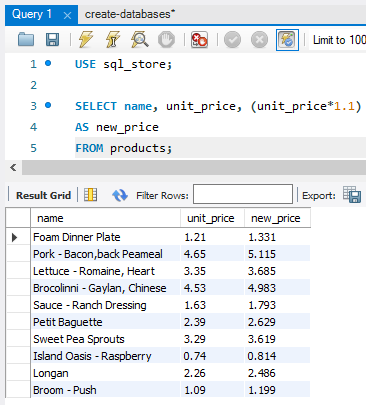 Query 1 create-databases*
Limit to 100
1 USE sql_store;
2
3 SELECT name, unit_price, (unit_price*1.1)
4 AS new_price
5 FROM products;
Result Grid Filter Rows: Export:
name unit_price new_price
Foam Dinner Plate 1.21 1.331
Pork - Bacon,back Peameal 4.65 5.115
Lettuce - Romaine, Heart 3.35 3.685
Brocolinni - Gaylan, Chinese 4.53 4.983
Sauce - Ranch Dressing 1.63 1.793
Petit Baguette 2.39 2.629
Sweet Pea Sprouts 3.29 3.619
Island Oasis - Raspberry 0.74 0.814
Longan 2.26 2.486
Broom - Push 1.09 1.199